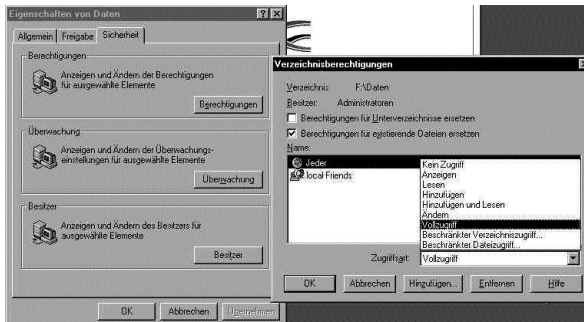 Eigenschaften von Daten
Allgemein Freigabe Sicherheit
Berechtigungen
Anzeigen und Ändern der Berechtigungen
für ausgewählte Elemente
Berechtigungen
Überwachung
Anzeigen und Ändern der Überwachungs-
einstellungen für ausgewählte Elemente
Überwachung
Besitzer
Anzeigen und Ändern des Besitzers für
ausgewählte Elemente
Besitzer
OK Abbrechen Übernehmen
Verzeichnisberechtigungen
Verzeichnis: F:\Daten
Besitzer: Administratoren
Berechtigungen für Unterverzeichnisse ersetzen
Berechtigungen für existierende Dateien ersetzen
Name:
Jeder
local Friends
Kein Zugriff
Anzeigen
Lesen
Hinzufügen
Hinzufügen und Lesen
Ändern
Vollzugriff
Beschränkter Verzeichniszugriff...
Beschränkter Dateizugriff...
Zugriffsart: Vollzugriff
OK Abbrechen Hinzufügen... Entfernen Hilfe